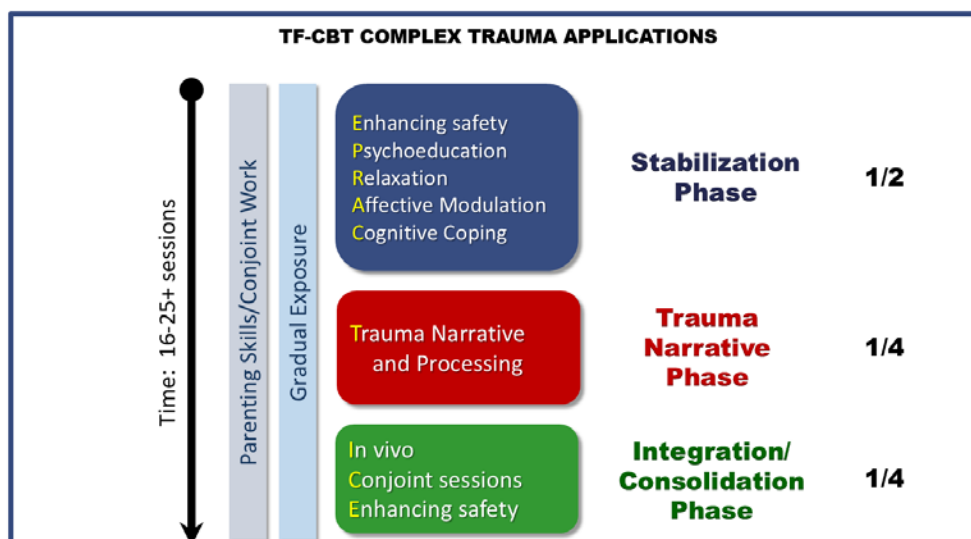 TF-CBT COMPLEX TRAUMA APPLICATIONS
Time: 16-25+ sessions
Parenting Skills/Conjoint Work
Gradual Exposure
Enhancing safety
Psychoeducation
Relaxation
Affective Modulation
Cognitive Coping
Stabilization
Phase
1/2
Trauma Narrative
and Processing
Trauma
Narrative
Phase
1/4
In vivo
Conjoint sessions
Enhancing safety
Integration/
Consolidation
Phase
1/4